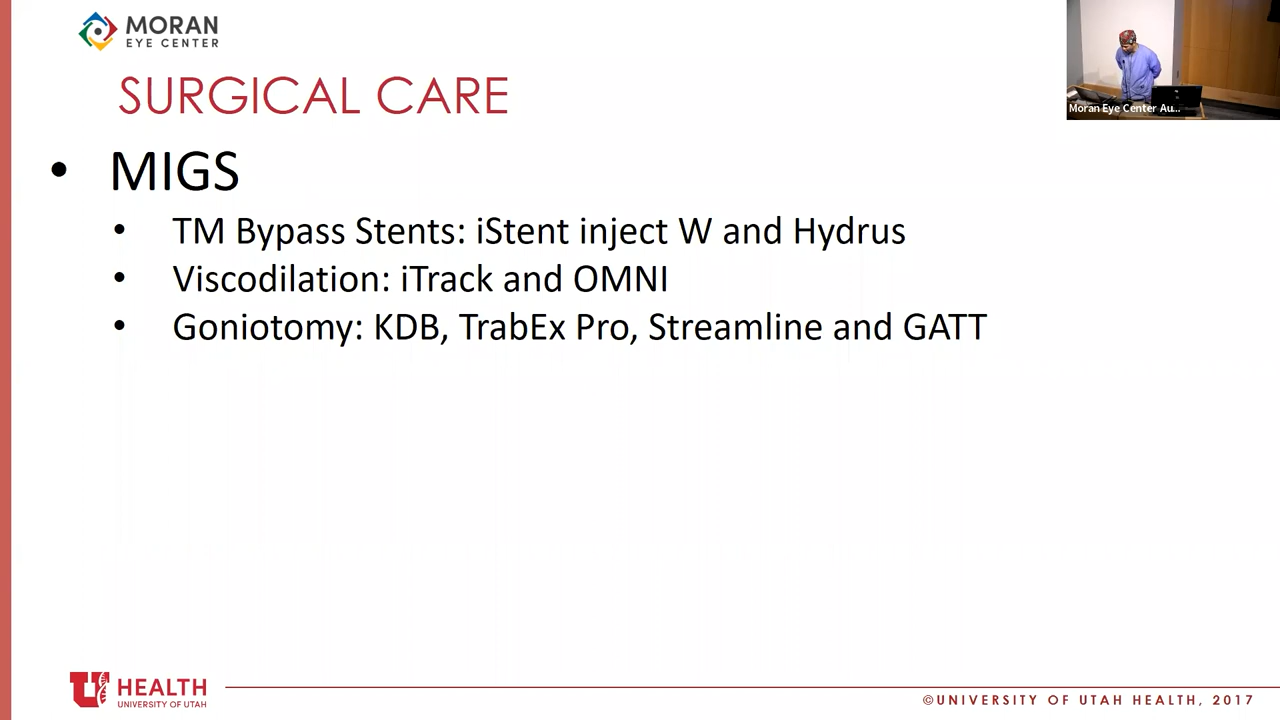 MORAN
EYE CENTER
SURGICAL CARE
Moran Eye Center Au...
• MIGS
• TM Bypass Stents: iStent inject W and Hydrus
• Viscodilation: iTrack and OMNI
• Goniotomy: KDB, TrabEx Pro, Streamline and GATT
U HEALTH
UNIVERSITY OF UTAH
©UNIVERSITY OF UTAH HEALTH, 2017